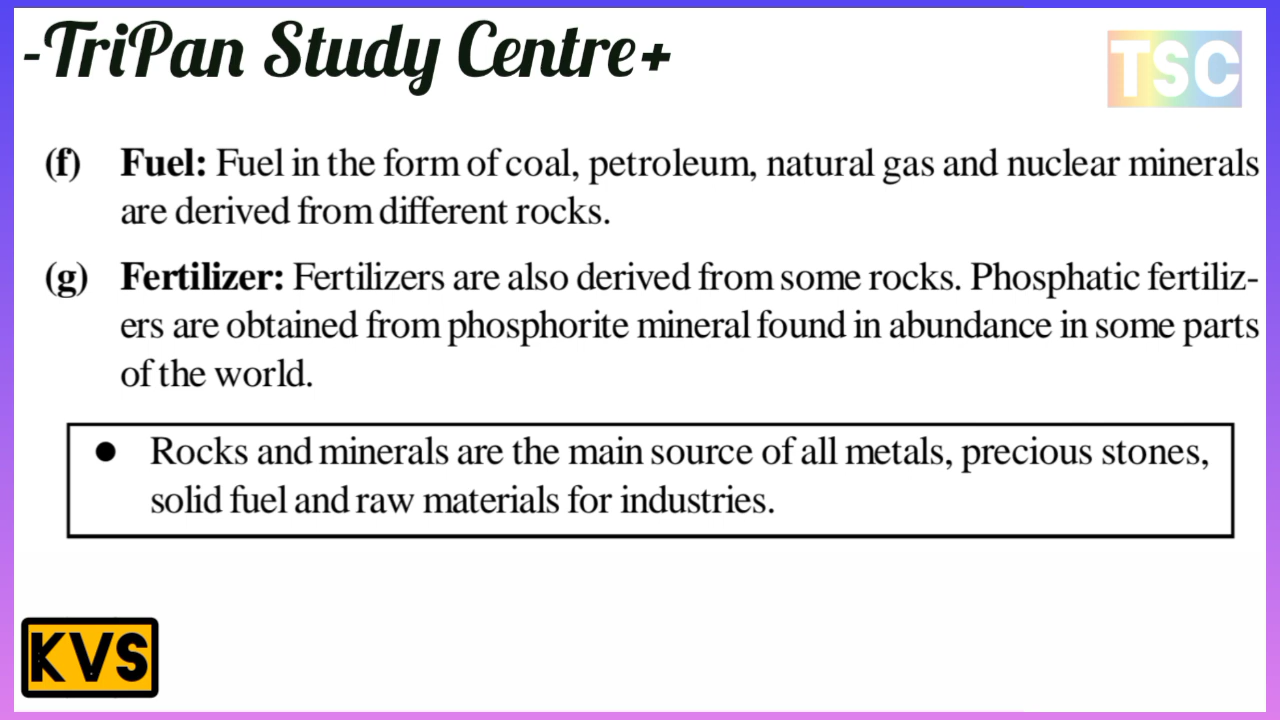 -TriPan Study Centre+
TSC
(f) Fuel: Fuel in the form of coal, petroleum, natural gas and nuclear minerals
are derived from different rocks.
(g) Fertilizer: Fertilizers are also derived from some rocks. Phosphatic fertiliz-
ers are obtained from phosphorite mineral found in abundance in some parts
of the world.
● Rocks and minerals are the main source of all metals, precious stones,
solid fuel and raw materials for industries.
KVS